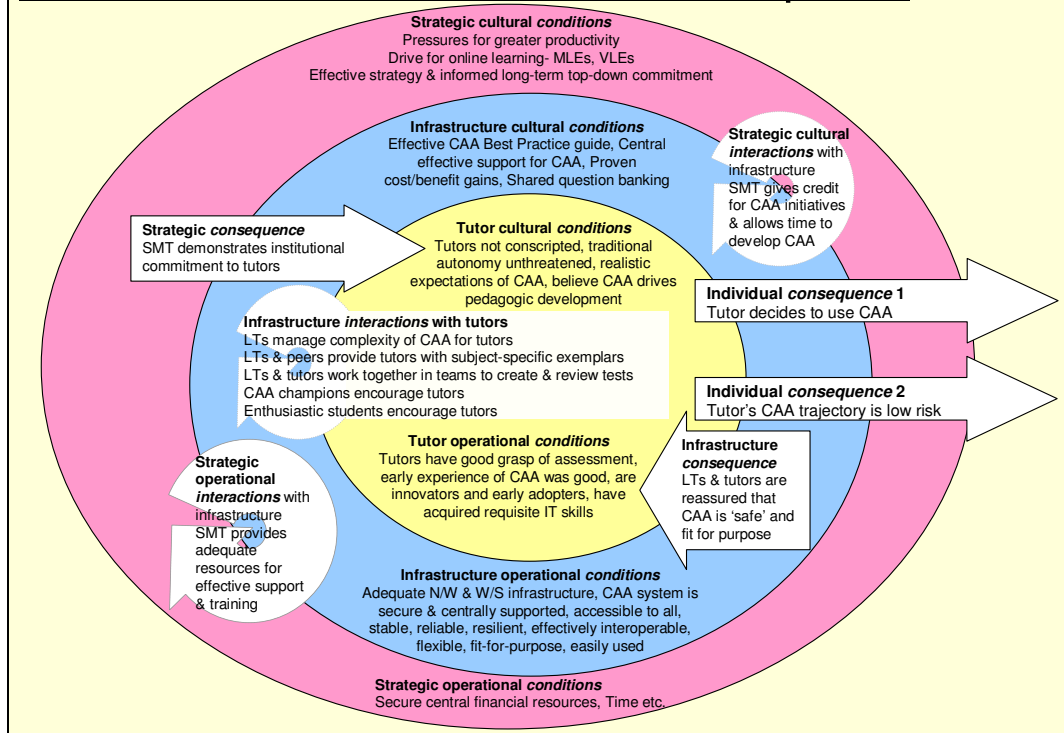 Strategic cultural conditions
Pressures for greater productivity
Drive for online learning- MLEs, VLEs
Effective strategy & informed long-term top-down commitment
Infrastructure cultural conditions
Effective CAA Best Practice guide, Central
effective support for CAA, Proven
cost/benefit gains, Shared question banking
Strategic cultural
interactions with
infrastructure
SMT gives credit
for CAA initiatives
& allows time to
develop CAA
Strategic consequence
SMT demonstrates institutional
commitment to tutors
Tutor cultural conditions
Tutors not conscripted, traditional
autonomy unthreatened, realistic
expectations of CAA, believe CAA drives
pedagogic development
Individual consequence 1
Tutor decides to use CAA
Infrastructure interactions with tutors
LTs manage complexity of CAA for tutors
LTs & peers provide tutors with subject-specific exemplars
LTs & tutors work together in teams to create & review tests
CAA champions encourage tutors
Enthusiastic students encourage tutors
Individual consequence 2
Tutor's CAA trajectory is low risk
Tutor operational conditions
Tutors have good grasp of assessment,
early experience of CAA was good, are
innovators and early adopters, have
acquired requisite IT skills
Infrastructure
consequence
LTs & tutors are
reassured that
CAA is 'safe' and
fit for purpose
Strategic
operational
interactions with
infrastructure
SMT provides
adequate
resources for
effective support
& training
Infrastructure operational conditions
Adequate N/W & W/S infrastructure, CAA system is
secure & centrally supported, accessible to all,
stable, reliable, resilient, effectively interoperable,
flexible, fit-for-purpose, easily used
Strategic operational conditions
Secure central financial resources, Time etc.